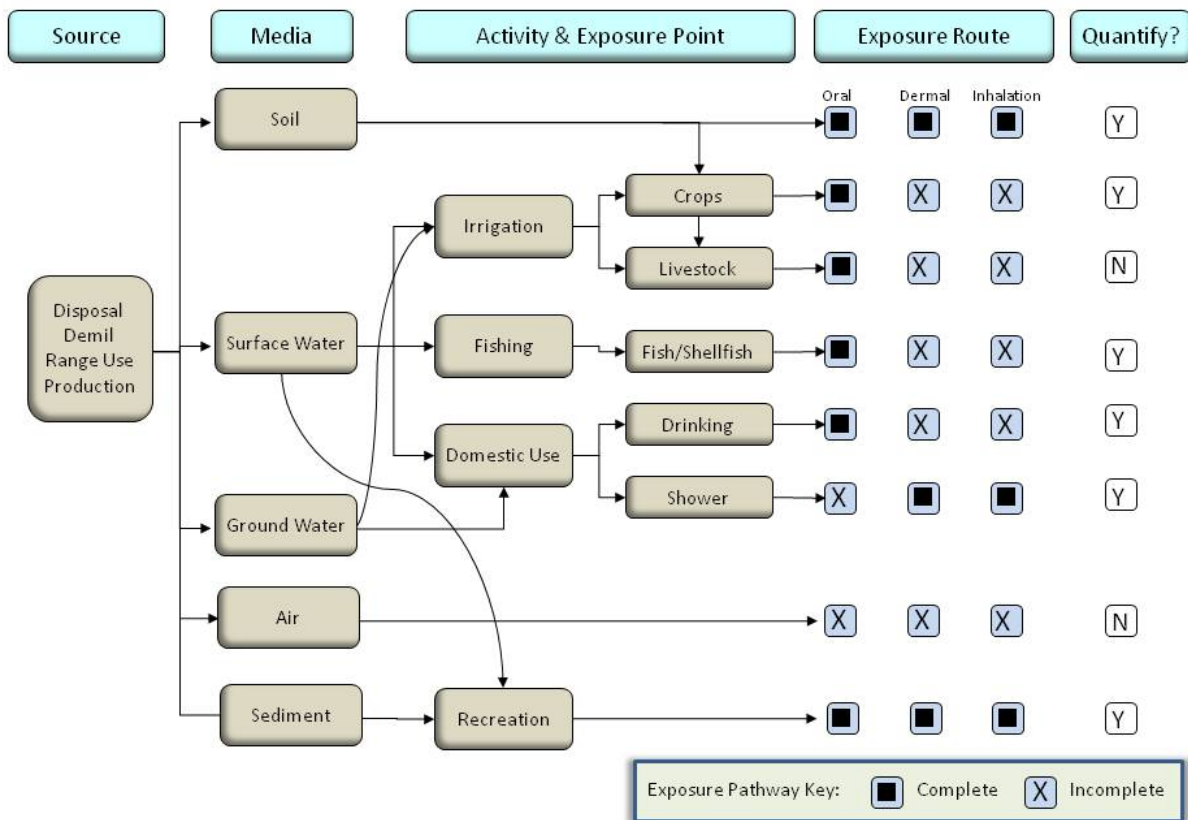 Source
Media
Activity & Exposure Point
Exposure Route
Quantify?
Oral
Dermal
Inhalation
Soil
Y
Crops
X
X
Y
Irrigation
Livestock
X
X
N
Disposal
Demil
Range Use
Production
Surface Water
Fishing
Fish/Shellfish
X
X
Y
Drinking
X
X
Y
Domestic Use
Shower
X
Y
Ground Water
Air
X
X
X
N
Sediment
Recreation
Y
Exposure Pathway Key:
Complete
X
Incomplete